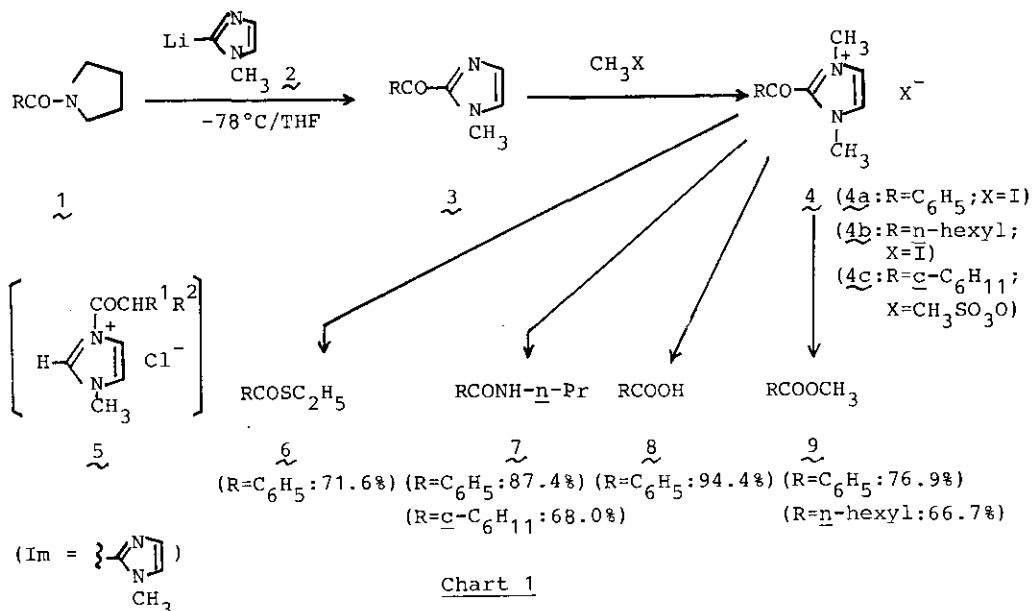 Li N N CH3 2
RCO-N
-78°C/THF
1
RCO N N CH3
3
CH3X
CH3 N+ RCO N CH3 X-
4 (4a:R=C6H5;X=I)
(4b:R=n-hexyl; X=I)
(4c:R=c-C6H11; X=CH3SO3O)
COCHR1R2
N+
H Cl-
N
CH3
5
RCOSC2H5 RCONH-n-Pr RCOOH RCOOCH3
6 7 8 9
(R=C6H5:71.6%) (R=C6H5:87.4%) (R=C6H5:94.4%) (R=C6H5:76.9%)
(R=c-C6H11:68.0%) (R=n-hexyl:66.7%)
(Im = N N CH3 )
Chart 1